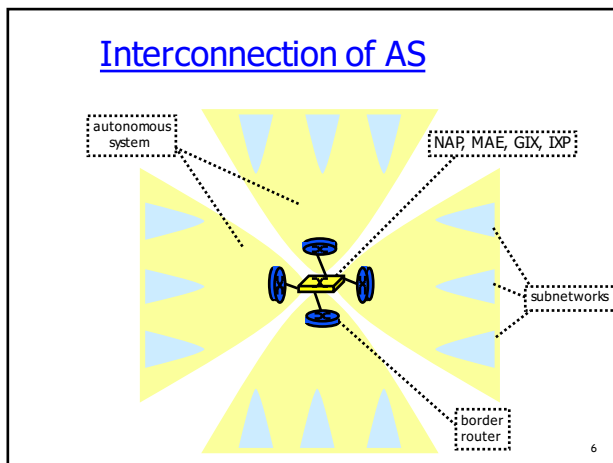 Interconnection of AS
autonomous
system
NAP, MAE, GIX, IXP
subnetworks
border
router
6